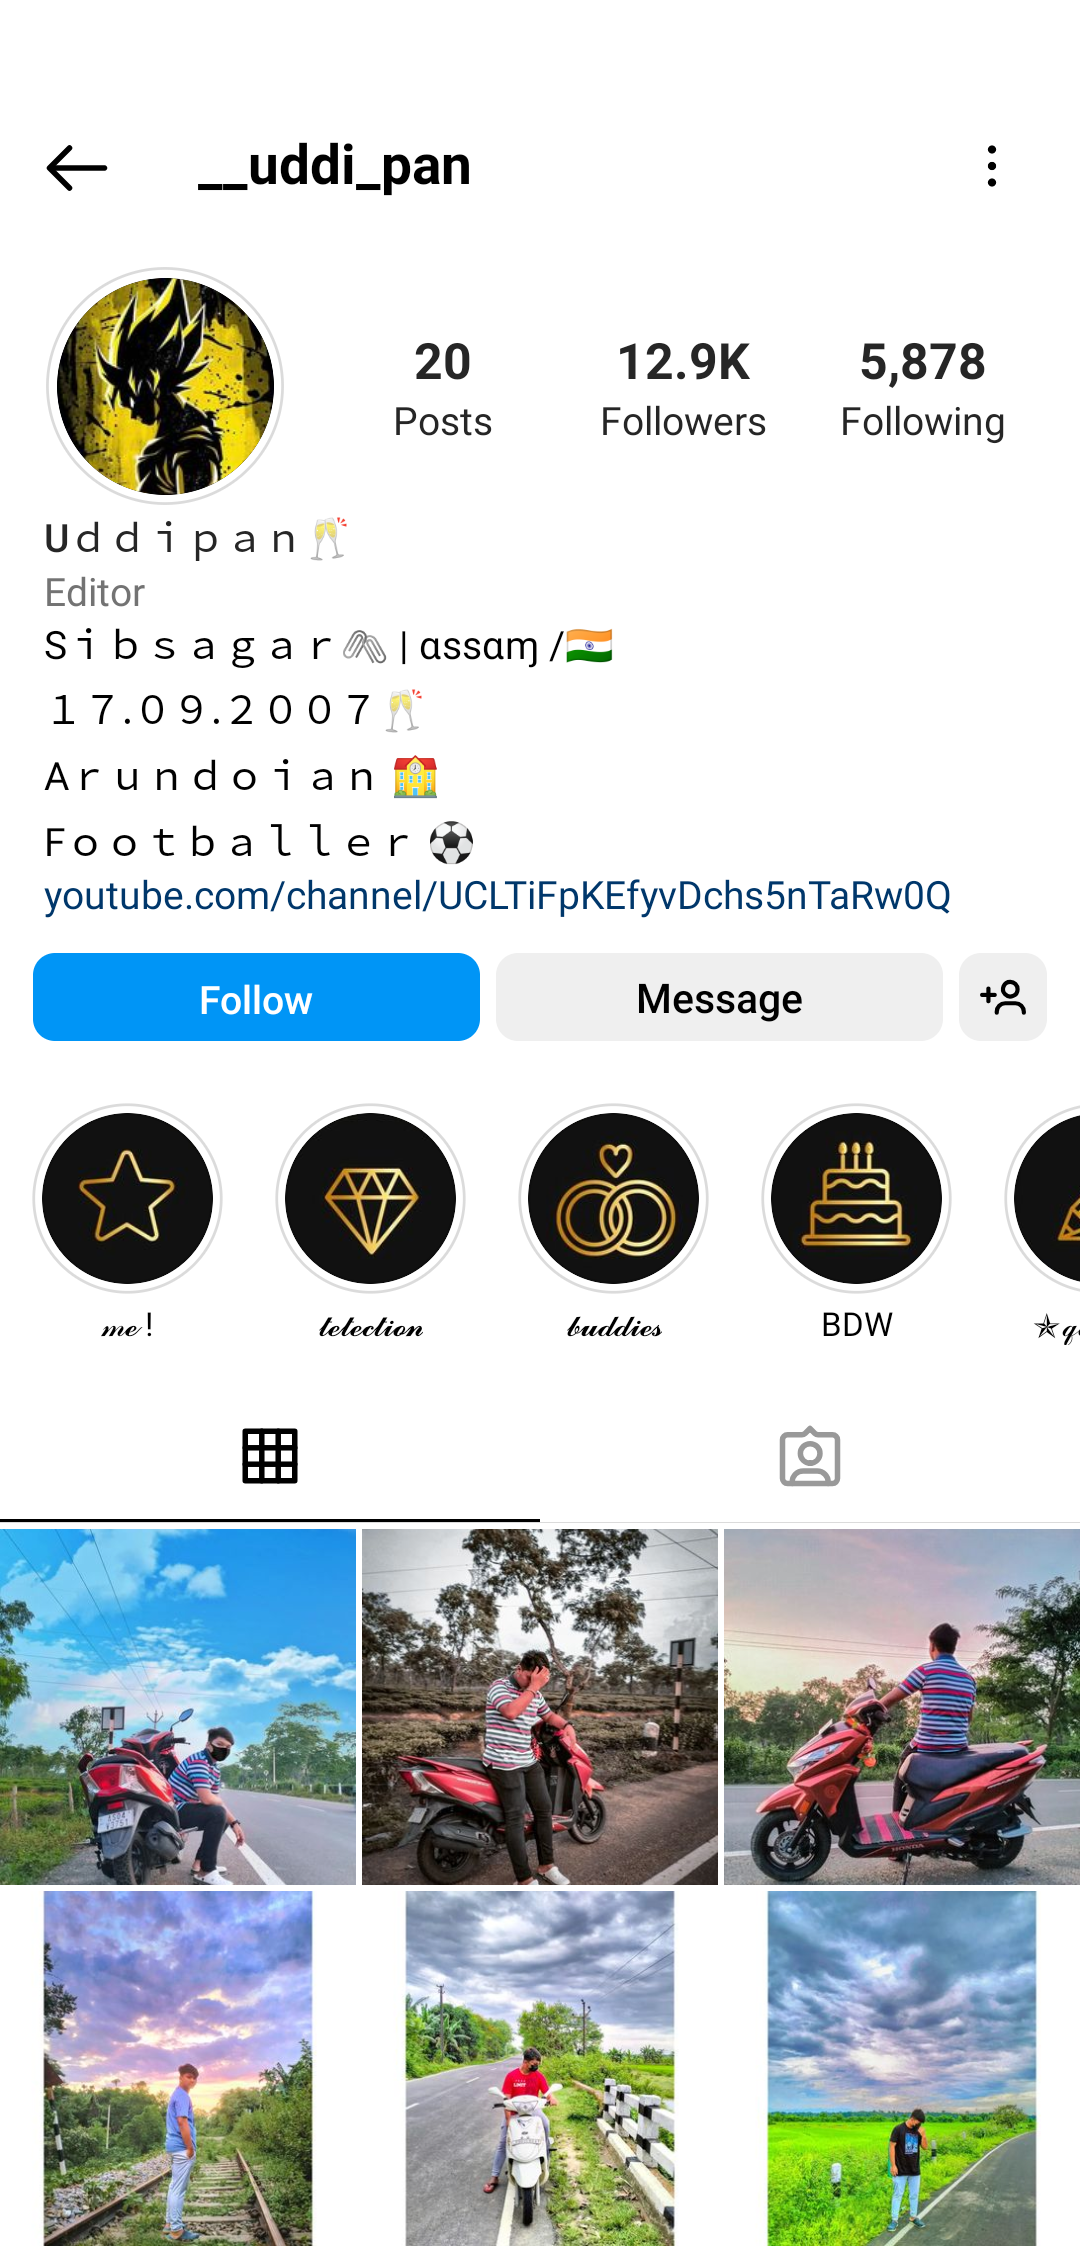 __uddi_pan
20 12.9K 5,878
Posts Followers Following
U d d i p a n🥂
Editor
S i b s a g a r🖇️ | αssαɱ /🇮🇳
1 7.0 9.2 0 0 7🥂
A r u n d o i a n 🏫
F o o t b a l l e r ⚽
youtube.com/channel/UCLTiFpKEfyvDchs5nTaRw0Q
Follow Message
𝓂𝑒 ! 𝓽𝓮𝓵𝓮𝓬𝓽𝓲𝓸𝓷 𝓫𝓾𝓭𝓭𝓲𝓮𝓼 BDW
HONDA